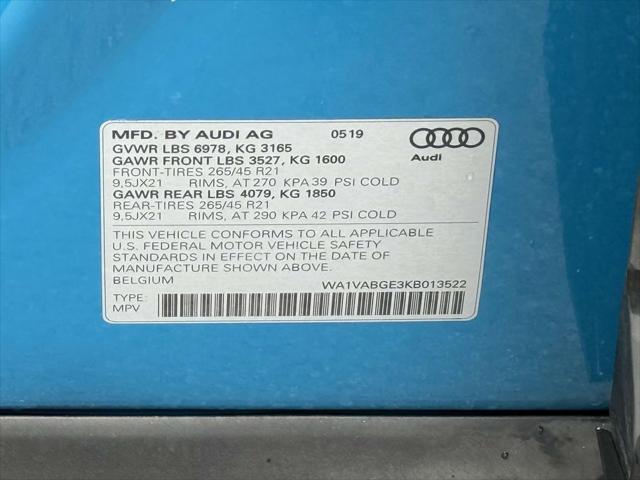 MFD. BY AUDI AG 0519
GVWR LBS 6978, KG 3165
GAWR FRONT LBS 3527, KG 1600
Audi
FRONT-TIRES 265/45 R21
9,5JX21 RIMS, AT 270 KPA 39 PSI COLD
GAWR REAR LBS 4079, KG 1850
REAR-TIRES 265/45 R21
9,5JX21 RIMS, AT 290 KPA 42 PSI COLD
THIS VEHICLE CONFORMS TO ALL APPLICABLE
U.S. FEDERAL MOTOR VEHICLE SAFETY
STANDARDS IN EFFECT ON THE DATE OF
MANUFACTURE SHOWN ABOVE.
BELGIUM WA1VABGE3KB013522
TYPE:
MPV